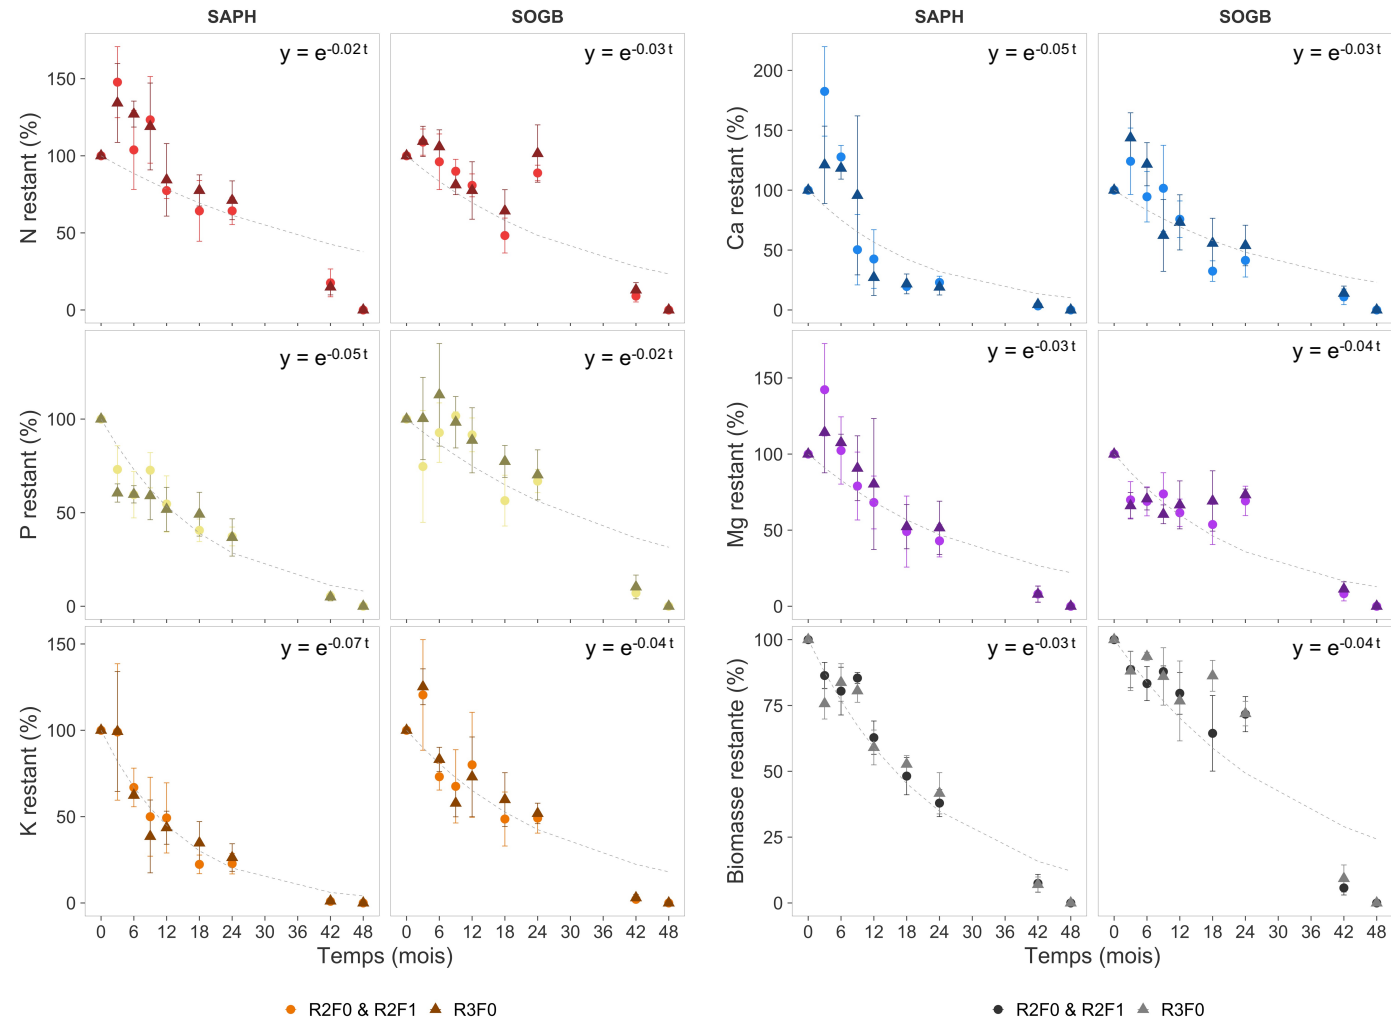 SAPH SOGB SAPH SOGB
N restant (%)
150
100
50
0
y = e^-0.02 t
y = e^-0.03 t
Ca restant (%)
200
150
100
50
0
y = e^-0.05 t
y = e^-0.03 t
P restant (%)
100
50
0
y = e^-0.05 t
y = e^-0.02 t
Mg restant (%)
150
100
50
0
y = e^-0.03 t
y = e^-0.04 t
K restant (%)
150
100
50
0
y = e^-0.07 t
y = e^-0.04 t
Biomasse restante (%)
100
75
50
25
0
y = e^-0.03 t
y = e^-0.04 t
0 6 12 18 24 30 36 42 48 0 6 12 18 24 30 36 42 48 0 6 12 18 24 30 36 42 48 0 6 12 18 24 30 36 42 48
Temps (mois) Temps (mois)
R2F0 & R2F1 R3F0 R2F0 & R2F1 R3F0